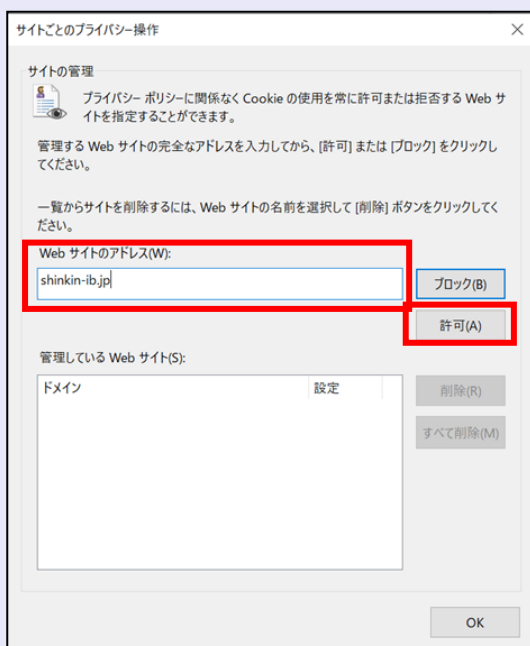 サイトごとのプライバシー操作
サイトの管理
プライバシー ポリシーに関係なく Cookie の使用を常に許可または拒否する Web サ
イトを指定することができます。
管理する Web サイトの完全なアドレスを入力してから、[許可] または [ブロック] をクリックし
てください。
一覧からサイトを削除するには、Web サイトの名前を選択して [削除] ボタンをクリックしてく
ださい。
Web サイトのアドレス(W):
shinkin-ib.jp
ブロック(B)
許可(A)
管理している Web サイト(S):
ドメイン
設定
削除(R)
すべて削除(M)
OK